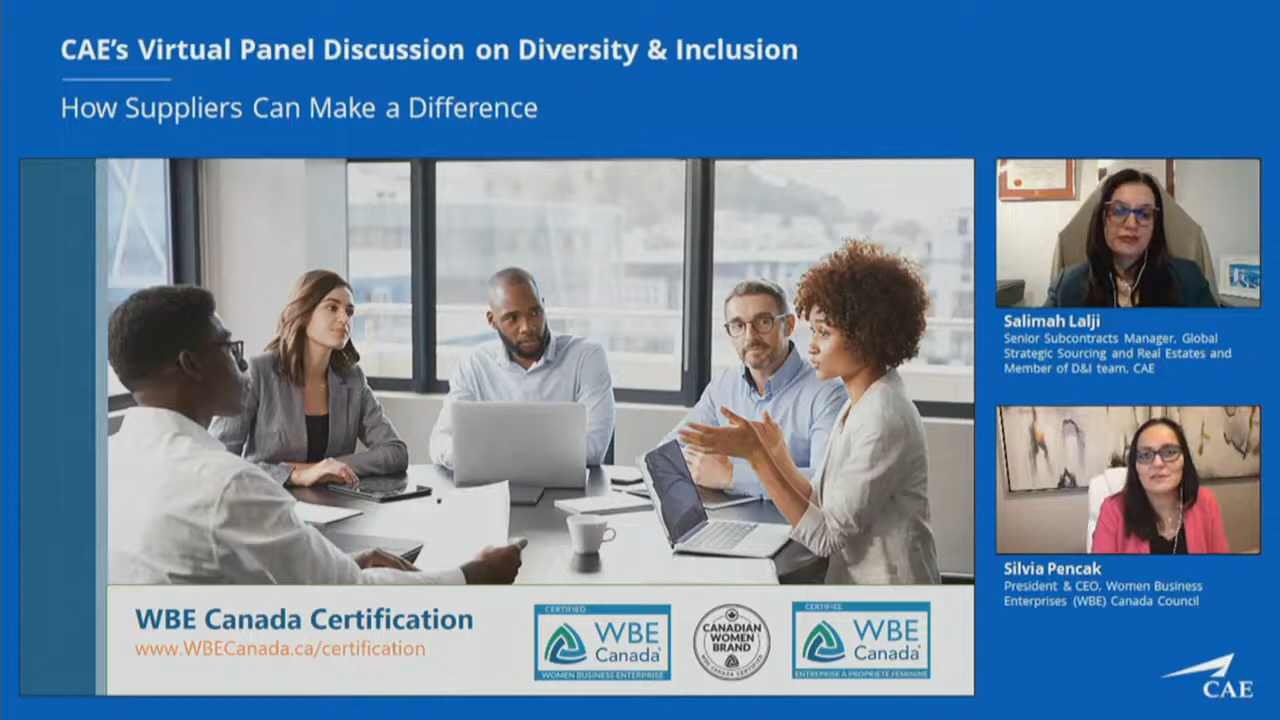 CAE's Virtual Panel Discussion on Diversity & Inclusion
How Suppliers Can Make a Difference
Salimah Lalji
Senior Subcontracts Manager, Global
Strategic Sourcing and Real Estates and
Member of D&I team, CAE
Silvia Pencak
President & CEO, Women Business
Enterprises (WBE) Canada Council
WBE Canada Certification
www.WBECanada.ca/certification
CERTIFIED
WBE
Canada
WOMEN BUSINESS ENTERPRISE
CANADIAN
WOMEN
BRAND
WBE CANADA CERTIFIED
CERTIFIÉE
WBE
Canada
ENTREPRISE À PROPRIÉTÉ FÉMININE
CAE